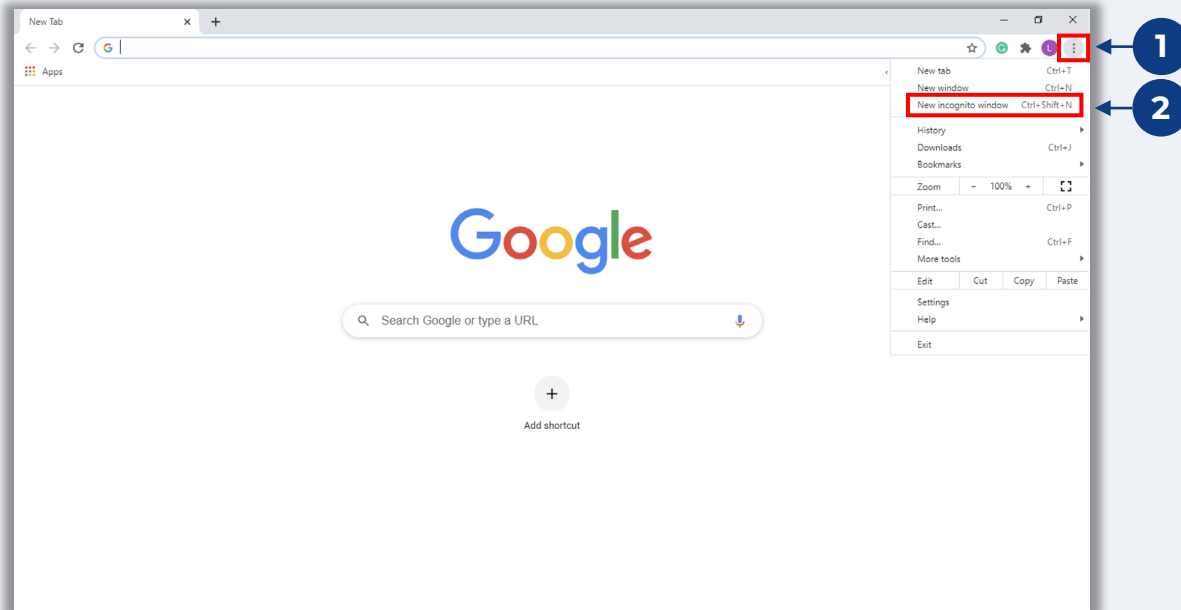 New Tab
G
L
1
Apps
New tab Ctrl+T
New window Ctrl+N
New incognito window Ctrl+Shift+N
2
History
Downloads Ctrl+J
Bookmarks
Zoom - 100% +
Print... Ctrl+P
Cast...
Find... Ctrl+F
More tools
Edit Cut Copy Paste
Settings
Help
Exit
Google
Search Google or type a URL
Add shortcut